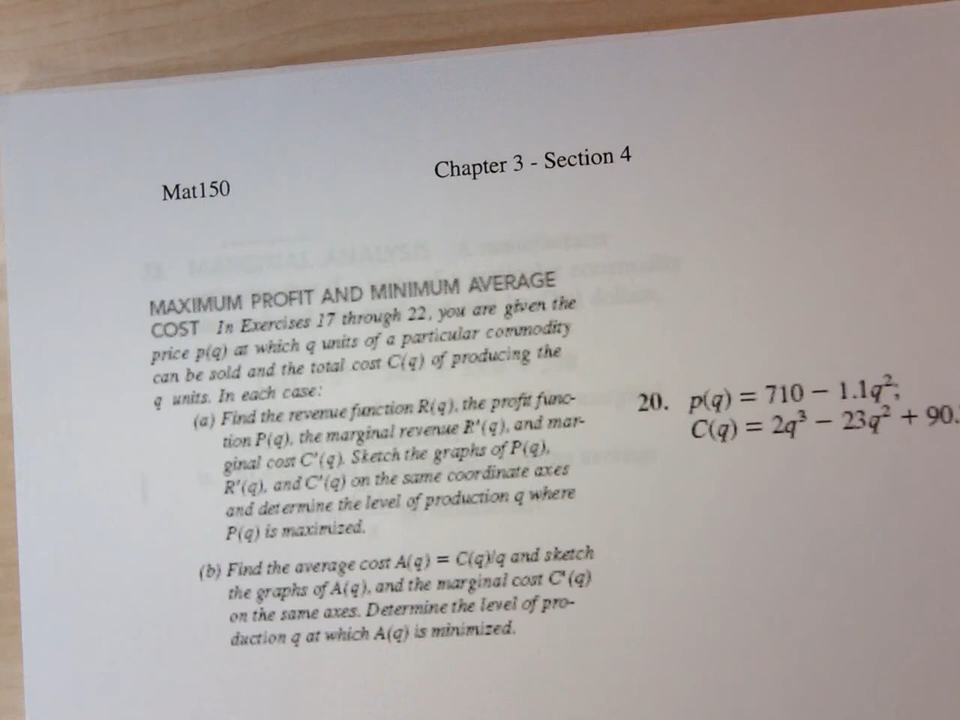 Mat150
Chapter 3 - Section 4
MAXIMUM PROFIT AND MINIMUM AVERAGE
COST In Exercises 17 through 22, you are given the
price p(q) at which q units of a particular commodity
can be sold and the total cost C(q) of producing the
q units. In each case:
(a) Find the revenue function R(q), the profit func-
tion P(q), the marginal revenue R'(q), and mar-
ginal cost C'(q). Sketch the graphs of P(q),
R'(q), and C'(q) on the same coordinate axes
and determine the level of production q where
P(q) is maximized.
(b) Find the average cost A(q) = C(q)/q and sketch
the graphs of A(q), and the marginal cost C'(q)
on the same axes. Determine the level of pro-
duction q at which A(q) is minimized.
20. p(q) = 710 − 1.1q²;
C(q) = 2q³ − 23q² + 90.